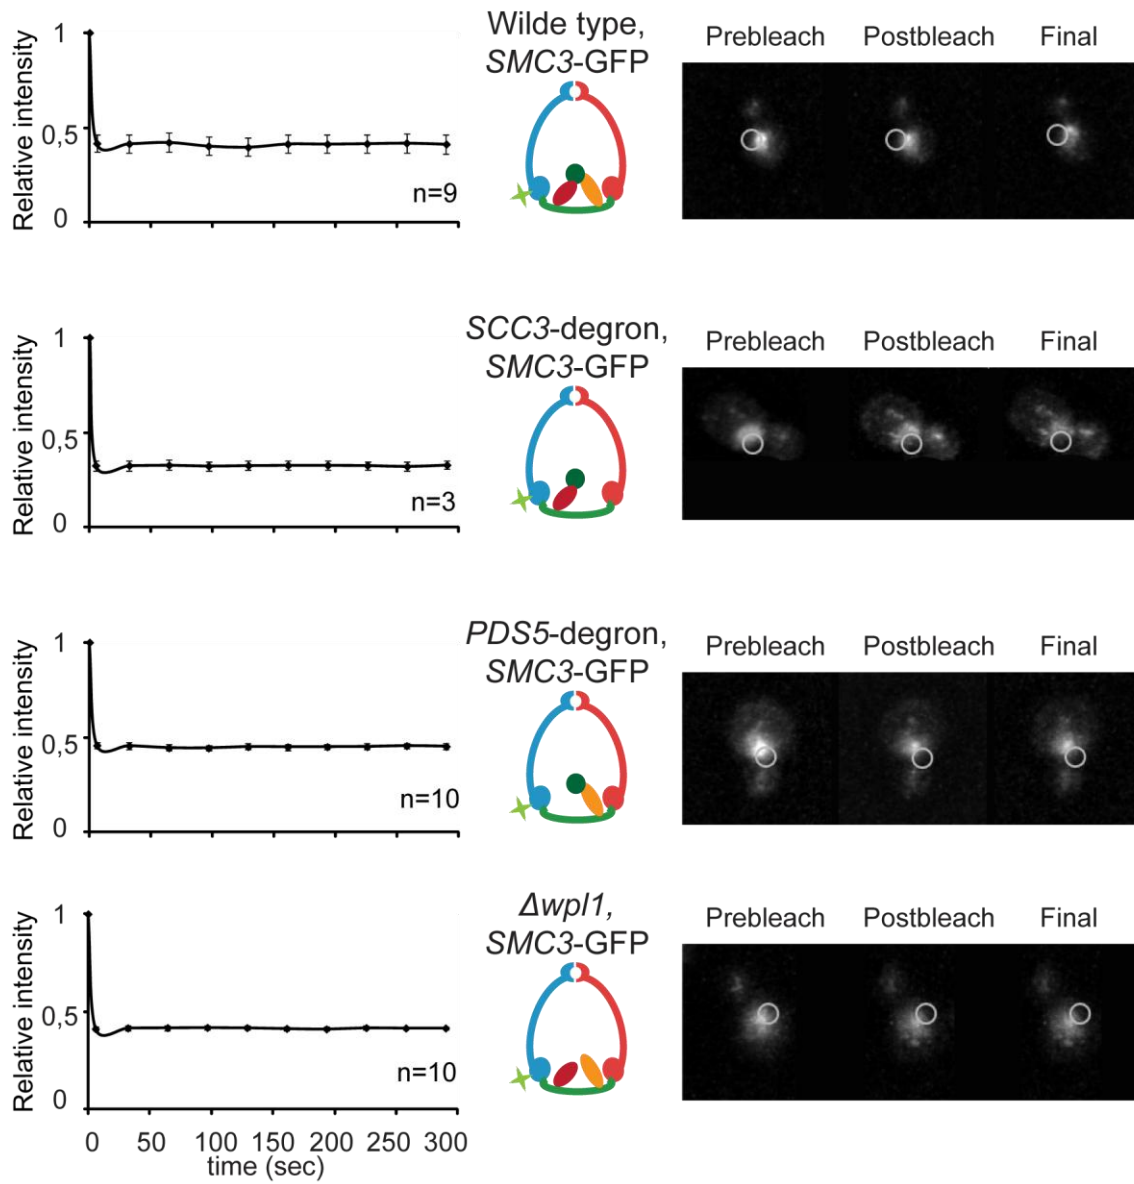 Wilde type,
SMC3-GFP
Prebleach Postbleach Final
Relative intensity
1
0,5
0
n=9
SCC3-degron,
SMC3-GFP
Prebleach Postbleach Final
Relative intensity
1
0,5
0
n=3
PDS5-degron,
SMC3-GFP
Prebleach Postbleach Final
Relative intensity
1
0,5
0
n=10
Δwpl1,
SMC3-GFP
Prebleach Postbleach Final
Relative intensity
1
0,5
0
n=10
0 50 100 150 200 250 300
time (sec)